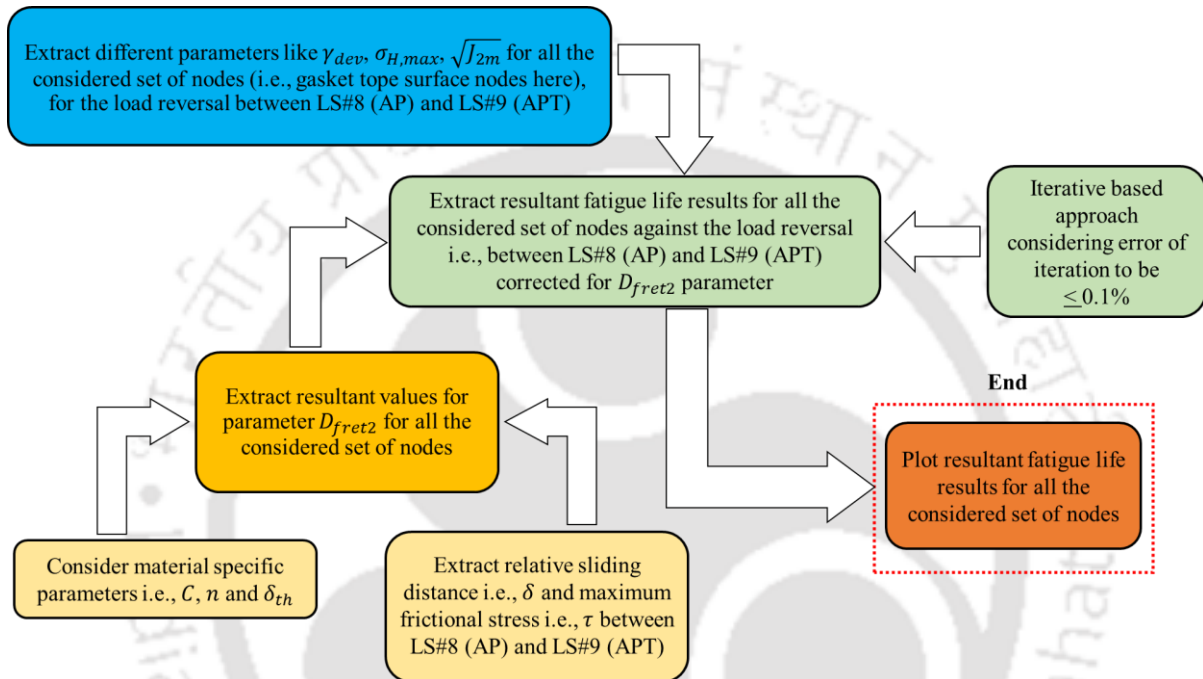 Extract different parameters like γ_dev, σ_H,max, √J_2m for all the
considered set of nodes (i.e., gasket tope surface nodes here),
for the load reversal between LS#8 (AP) and LS#9 (APT)
Extract resultant fatigue life results for all the
considered set of nodes against the load reversal
i.e., between LS#8 (AP) and LS#9 (APT)
corrected for D_fret2 parameter
Iterative based
approach
considering error of
iteration to be
≤ 0.1%
Extract resultant values for
parameter D_fret2 for all the
considered set of nodes
End
Plot resultant fatigue life
results for all the
considered set of nodes
Consider material specific
parameters i.e., C, n and δ_th
Extract relative sliding
distance i.e., δ and maximum
frictional stress i.e., τ between
LS#8 (AP) and LS#9 (APT)